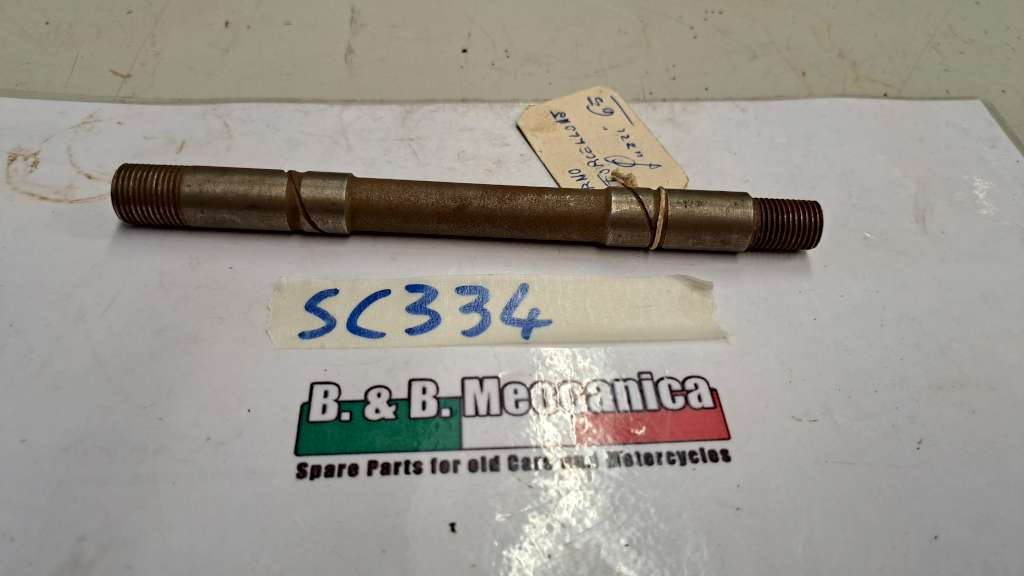 SC334
B. & B. Meccanica
Spare Parts for old Cars and Motorcycles